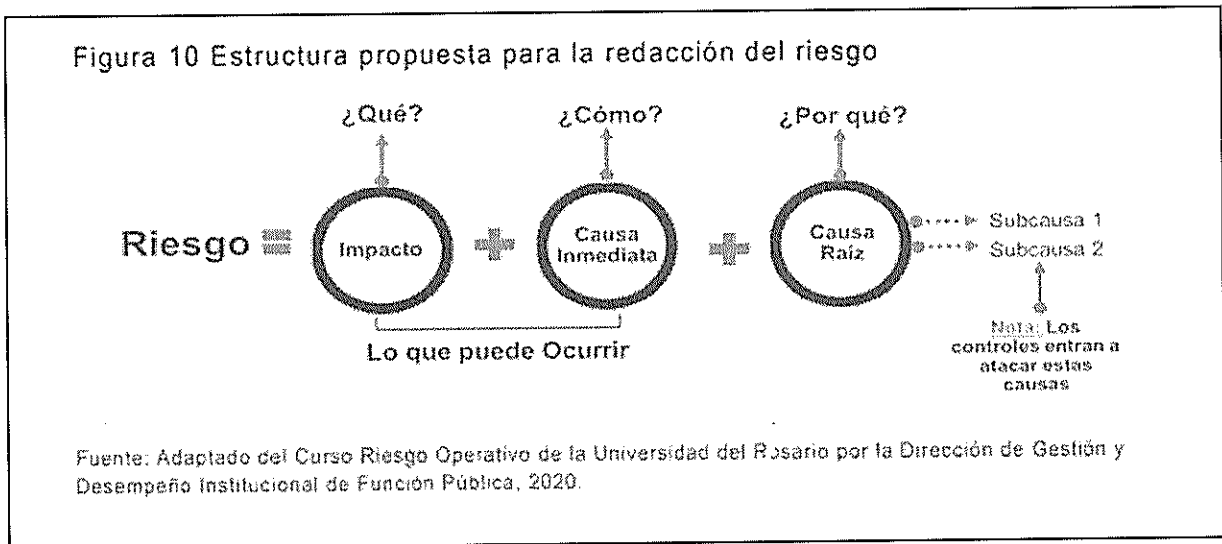 Figura 10 Estructura propuesta para la redacción del riesgo
¿Qué?
¿Cómo?
¿Por qué?
Riesgo = Impacto + Causa Inmediata + Causa Raíz
Subcausa 1
Subcausa 2
Lo que puede Ocurrir
Nota: Los
controles entran a
atacar estas
causas
Fuente: Adaptado del Curso Riesgo Operativo de la Universidad del Rosario por la Dirección de Gestión y
Desempeño Institucional de Función Pública, 2020.